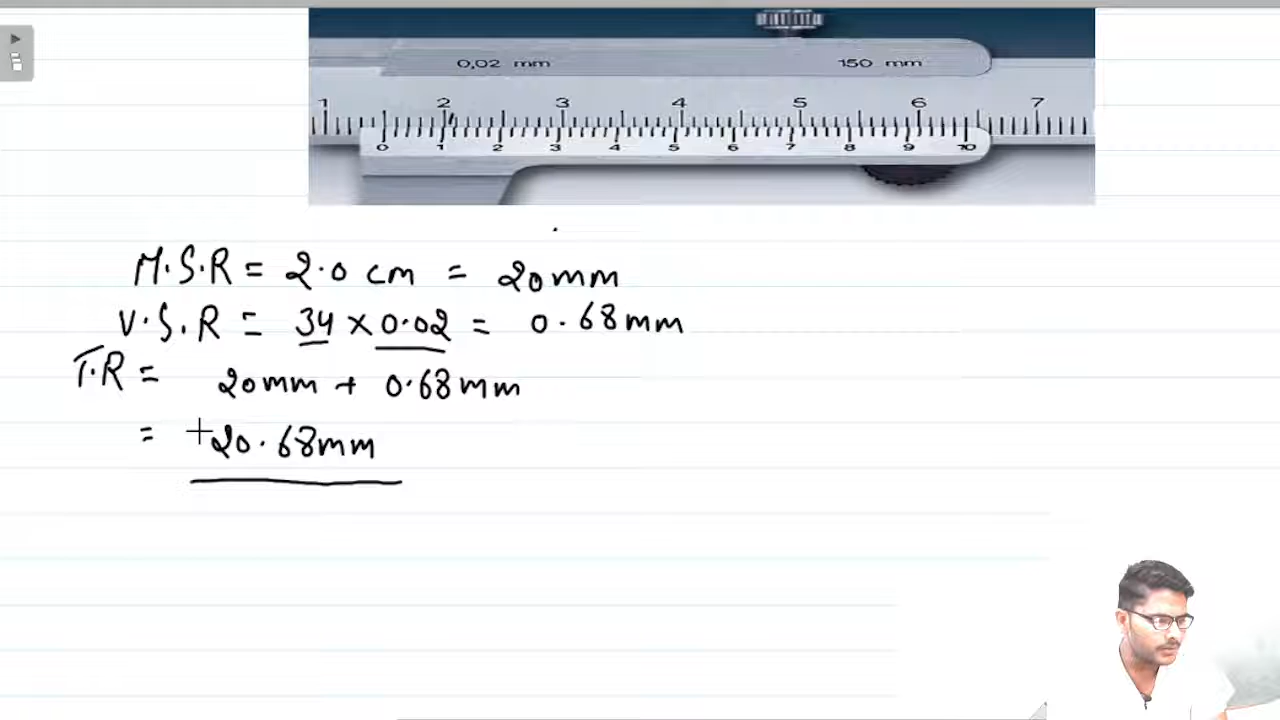 0,02 mm 150 mm
1 2 3 4 5 6 7
0 1 2 3 4 5 6 7 8 9 10
M.S.R = 2.0 cm = 20mm
V.S.R = 34 × 0.02 = 0.68mm
T.R = 20mm + 0.68mm
= +20.68mm